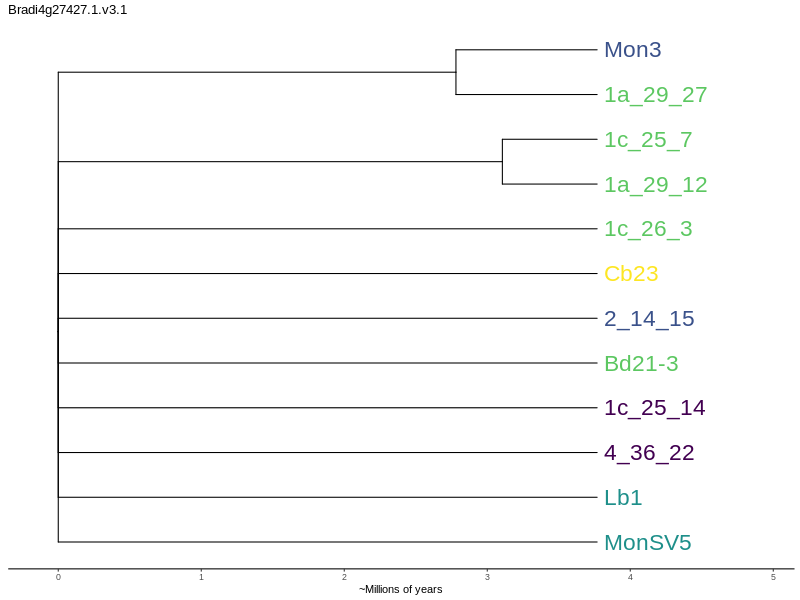 Bradi4g27427.1.v3.1
Mon3
1a_29_27
1c_25_7
1a_29_12
1c_26_3
Cb23
2_14_15
Bd21-3
1c_25_14
4_36_22
Lb1
MonSV5
0 1 2 3 4 5
~Millions of years